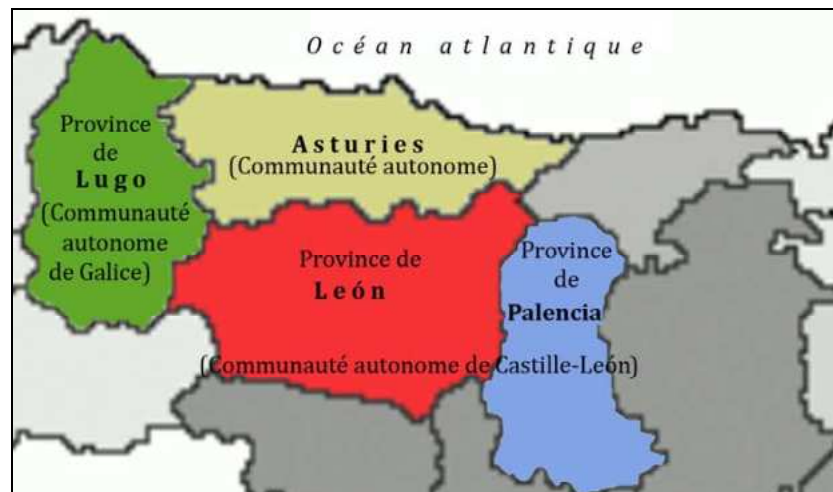 Océan atlantique
Province
de
Lugo
(Communauté
autonome
de Galice)
Asturies
(Communauté autonome)
Province de
León
Province
de
Palencia
(Communauté autonome de Castille-León)